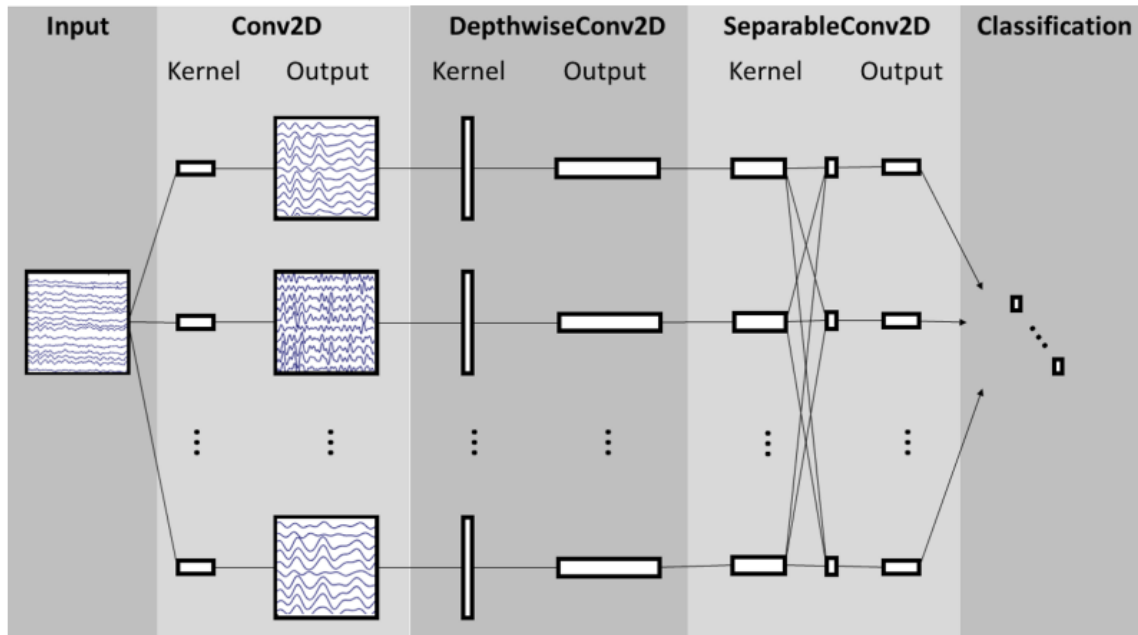 Input Conv2D DepthwiseConv2D SeparableConv2D Classification
Kernel Output Kernel Output Kernel Output